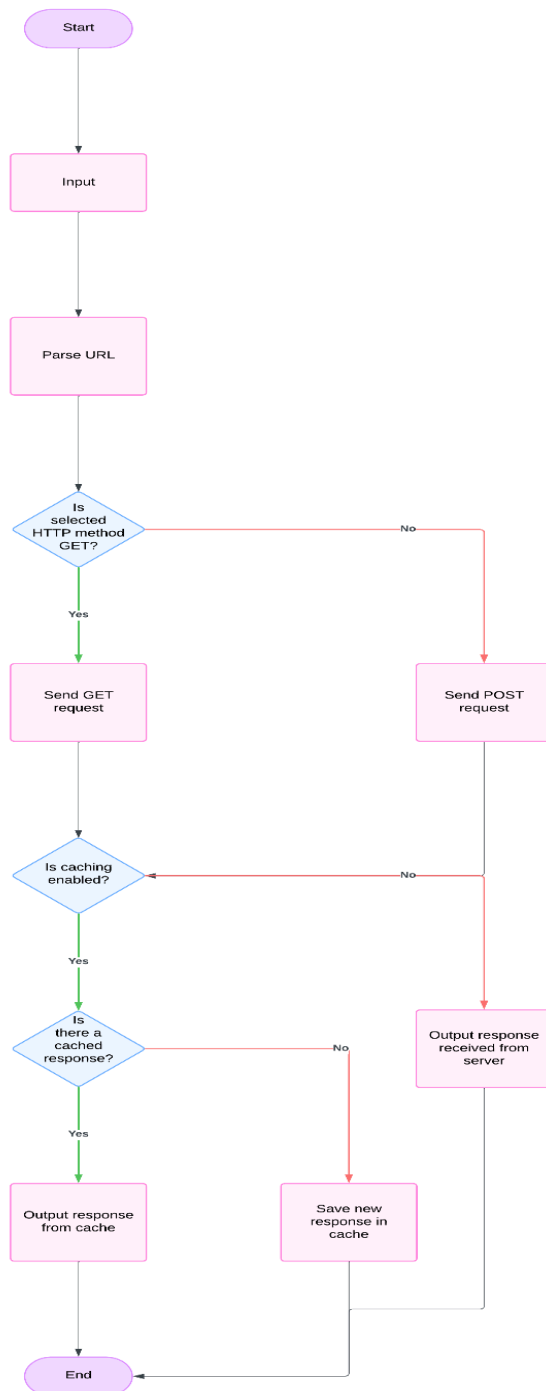 Start
Input
Parse URL
Is
selected
HTTP method
GET?
No
Yes
Send GET
request
Send POST
request
Is caching
enabled?
No
Yes
Is
there a
cached
response?
No
Output response
received from
server
Yes
Output response
from cache
Save new
response in
cache
End